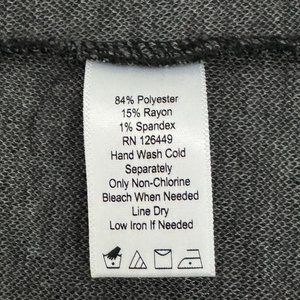 84% Polyester
15% Rayon
1% Spandex
RN 126449
Hand Wash Cold
Separately
Only Non-Chlorine
Bleach When Needed
Line Dry
Low Iron If Needed